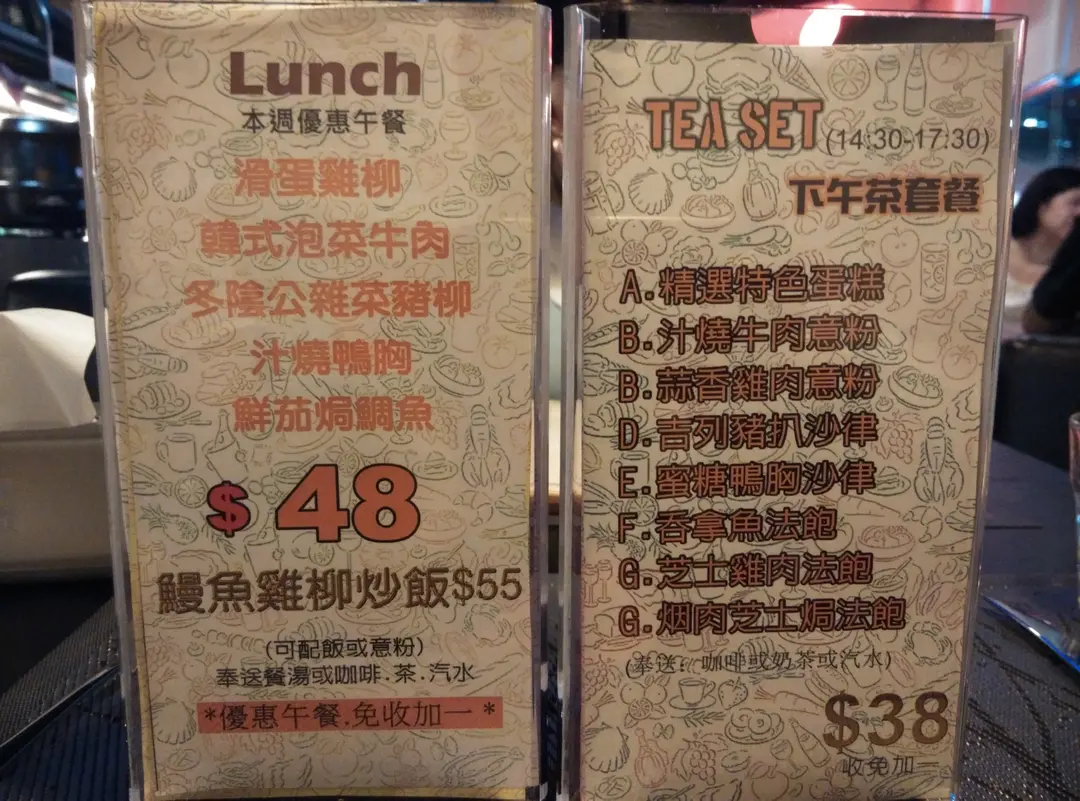 Lunch
本週優惠午餐
滑蛋雞柳
韓式泡菜牛肉
冬陰公雜菜豬柳
汁燒鴨胸
鮮茄焗鯛魚
$ 48
鰻魚雞柳炒飯$55
(可配飯或意粉)
奉送餐湯或咖啡.茶.汽水
*優惠午餐.免收加一*
TEA SET (14:30-17:30)
下午茶套餐
A.精選特色蛋糕
B.汁燒牛肉意粉
B.蒜香雞肉意粉
D.吉列豬扒沙律
E.蜜糖鴨胸沙律
F.吞拿魚法飽
G.芝士雞肉法飽
G.烟肉芝士焗法飽
(奉送：咖啡或奶茶或汽水)
$38
收免加一